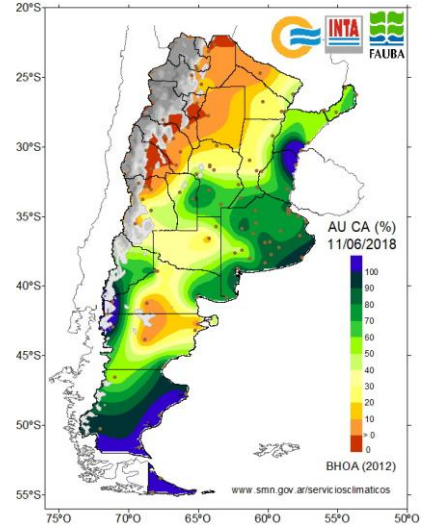 20°S
INTA
FAUBA
25°S
30°S
35°S
AU CA (%)
11/06/2018
100
90
80
70
60
50
40
30
20
10
> 0
0
40°S
45°S
50°S
BHOA (2012)
www.smn.gov.ar/serviciosclimaticos
55°S
75°O
70°O
65°O
60°O
55°O